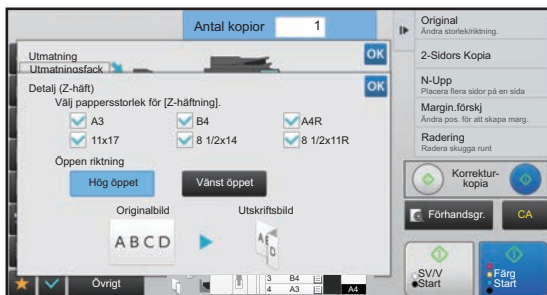 Antal kopior 1
Utmatning
OK
Utmatningsfack
Detalj (Z-häft)
OK
Välj pappersstorlek för [Z-häftning].
A3
B4
A4R
11x17
8 1/2x14
8 1/2x11R
Öppen riktning
Hög öppet
Vänst öppet
Originalbild
Utskriftsbild
ABCD
ABCD
Övrigt
3 B4
4 A3
A4
Original
Ändra storlek/riktning.
2-Sidors Kopia
N-Upp
Placera flera sidor på en sida
Margin.förskj
Ändra pos. för att skapa marg.
Radering
Radera skugga runt
Korrektur-
kopia
Förhandsgr.
CA
SV/V
Start
Färg
Start